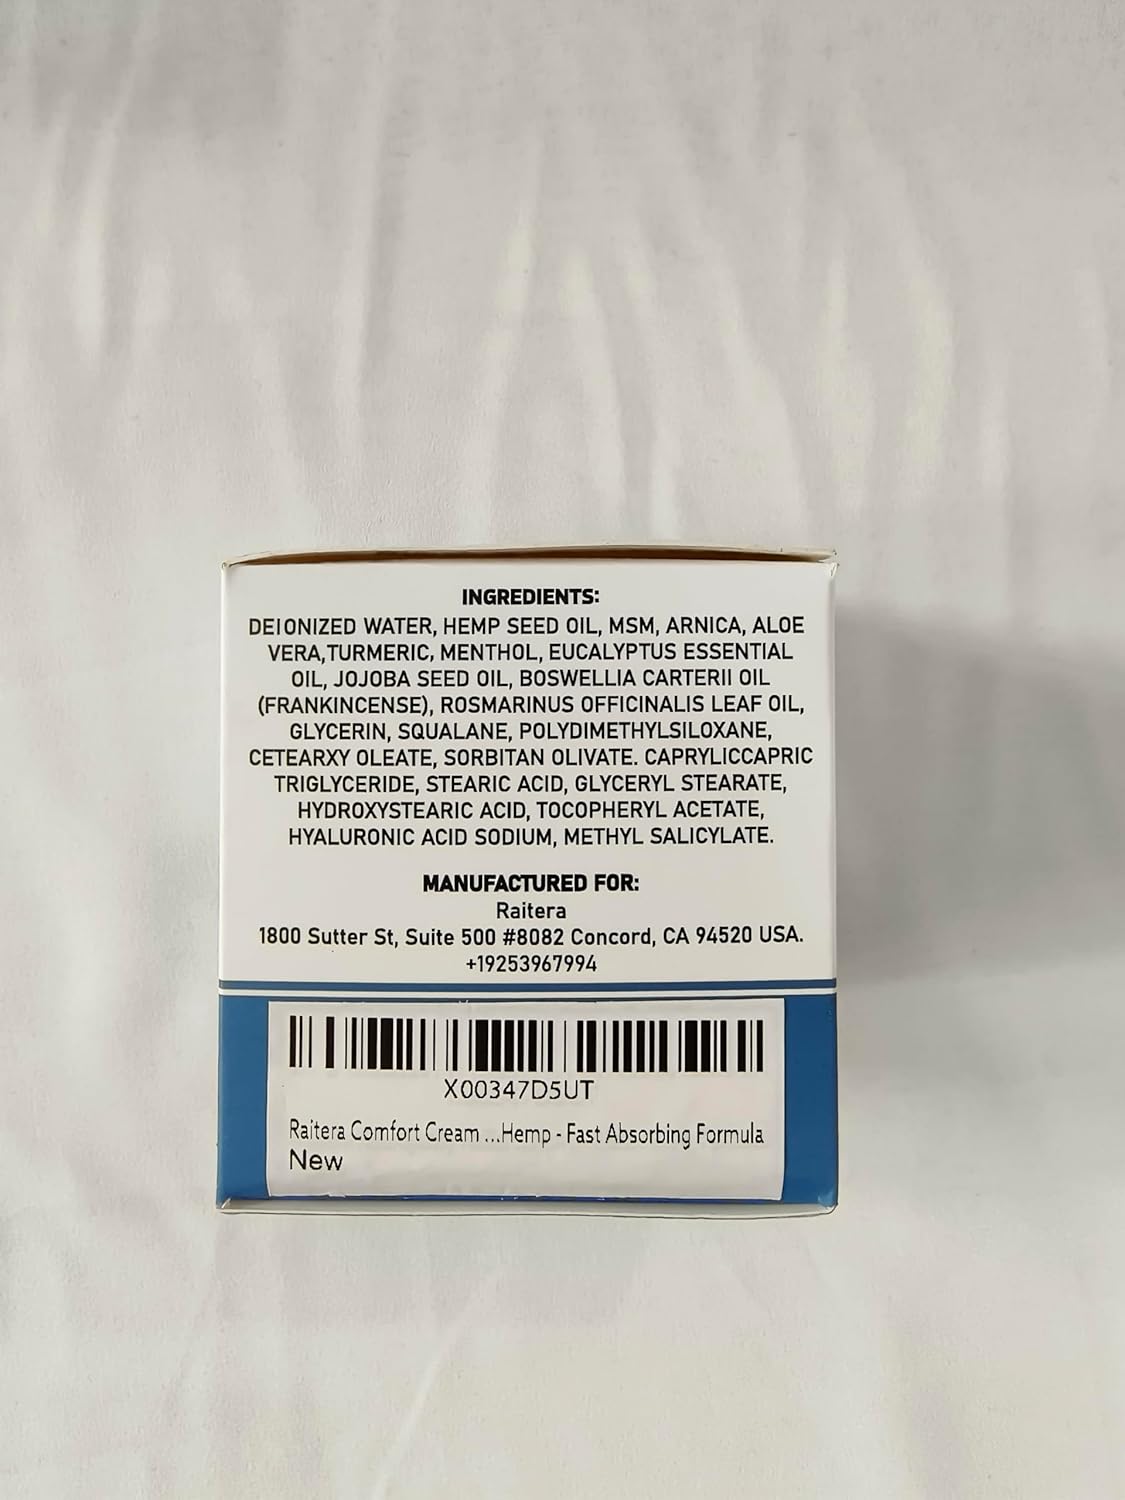 INGREDIENTS:
DEIONIZED WATER, HEMP SEED OIL, MSM, ARNICA, ALOE
VERA,TURMERIC, MENTHOL, EUCALYPTUS ESSENTIAL
OIL, JOJOBA SEED OIL, BOSWELLIA CARTERII OIL
(FRANKINCENSE), ROSMARINUS OFFICINALIS LEAF OIL,
GLYCERIN, SQUALANE, POLYDIMETHYLSILOXANE,
CETEARXY OLEATE, SORBITAN OLIVATE. CAPRYLICCAPRIC
TRIGLYCERIDE, STEARIC ACID, GLYCERYL STEARATE,
HYDROXYSTEARIC ACID, TOCOPHERYL ACETATE,
HYALURONIC ACID SODIUM, METHYL SALICYLATE.
MANUFACTURED FOR:
Raitera
1800 Sutter St, Suite 500 #8082 Concord, CA 94520 USA.
+19253967994
X00347D5UT
Raitera Comfort Cream ...Hemp - Fast Absorbing Formula
New